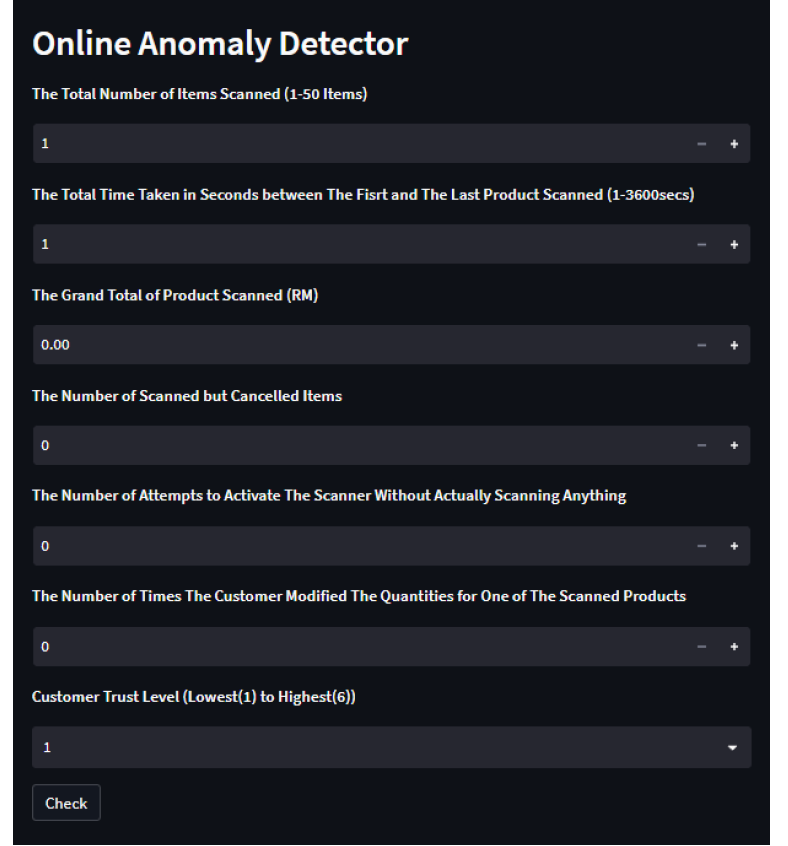 Online Anomaly Detector
The Total Number of Items Scanned (1-50 Items)
1 − +
The Total Time Taken in Seconds between The Fisrt and The Last Product Scanned (1-3600secs)
1 − +
The Grand Total of Product Scanned (RM)
0.00 − +
The Number of Scanned but Cancelled Items
0 − +
The Number of Attempts to Activate The Scanner Without Actually Scanning Anything
0 − +
The Number of Times The Customer Modified The Quantities for One of The Scanned Products
0 − +
Customer Trust Level (Lowest(1) to Highest(6))
1
Check